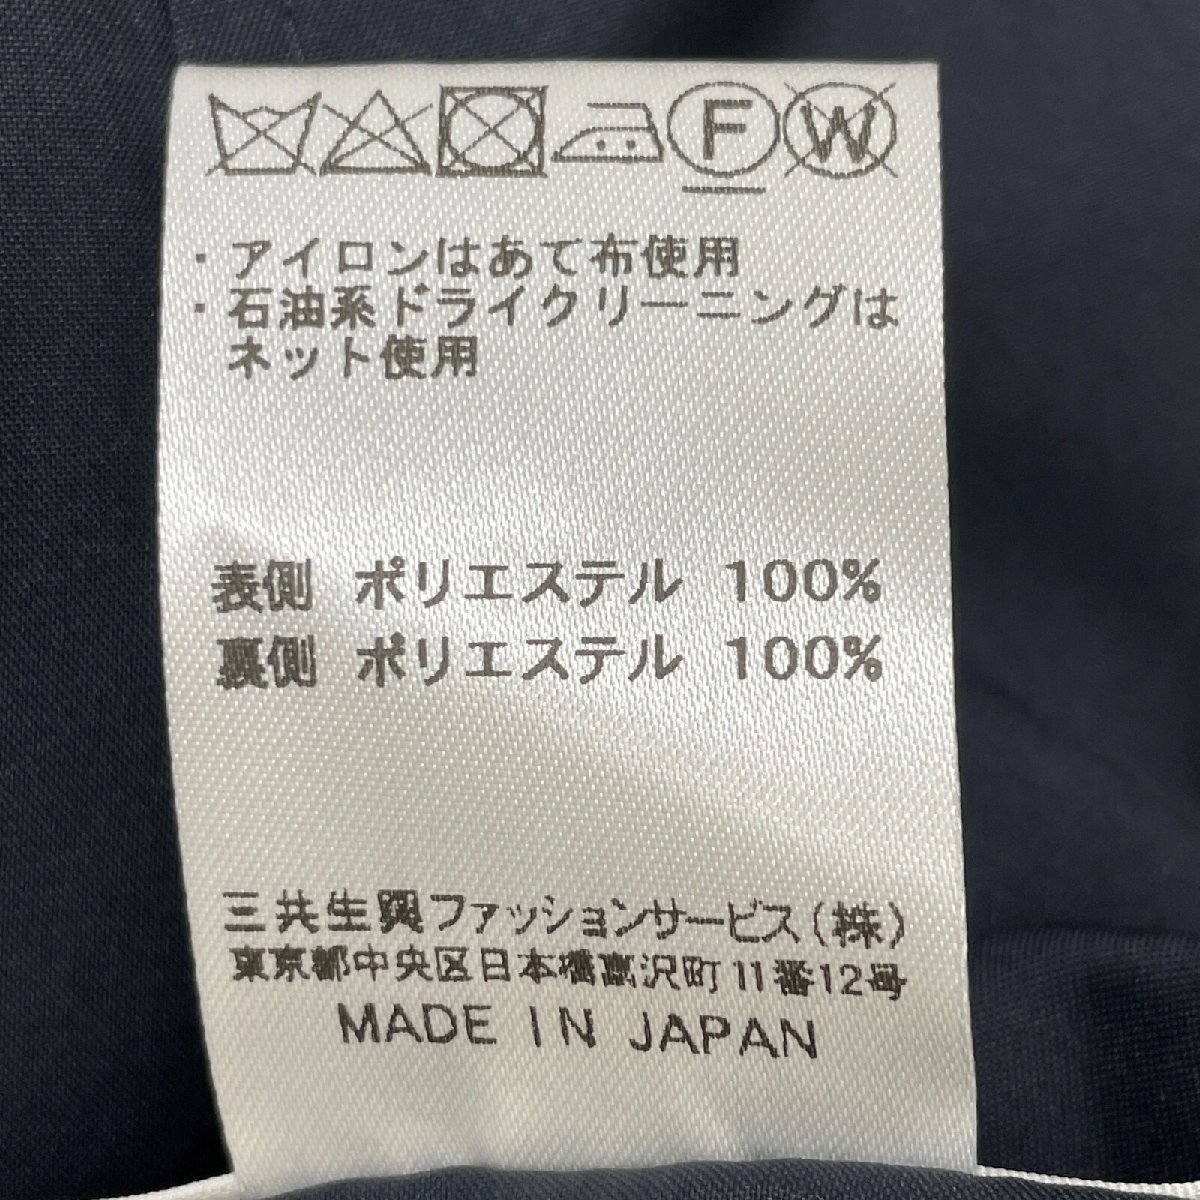 F W
・アイロンはあて布使用
・石油系ドライクリーニングは
ネット使用
表側 ポリエステル 100%
裏側 ポリエステル 100%
三共生興ファッションサービス(株)
東京都中央区日本橋富沢町11番12号
MADE IN JAPAN